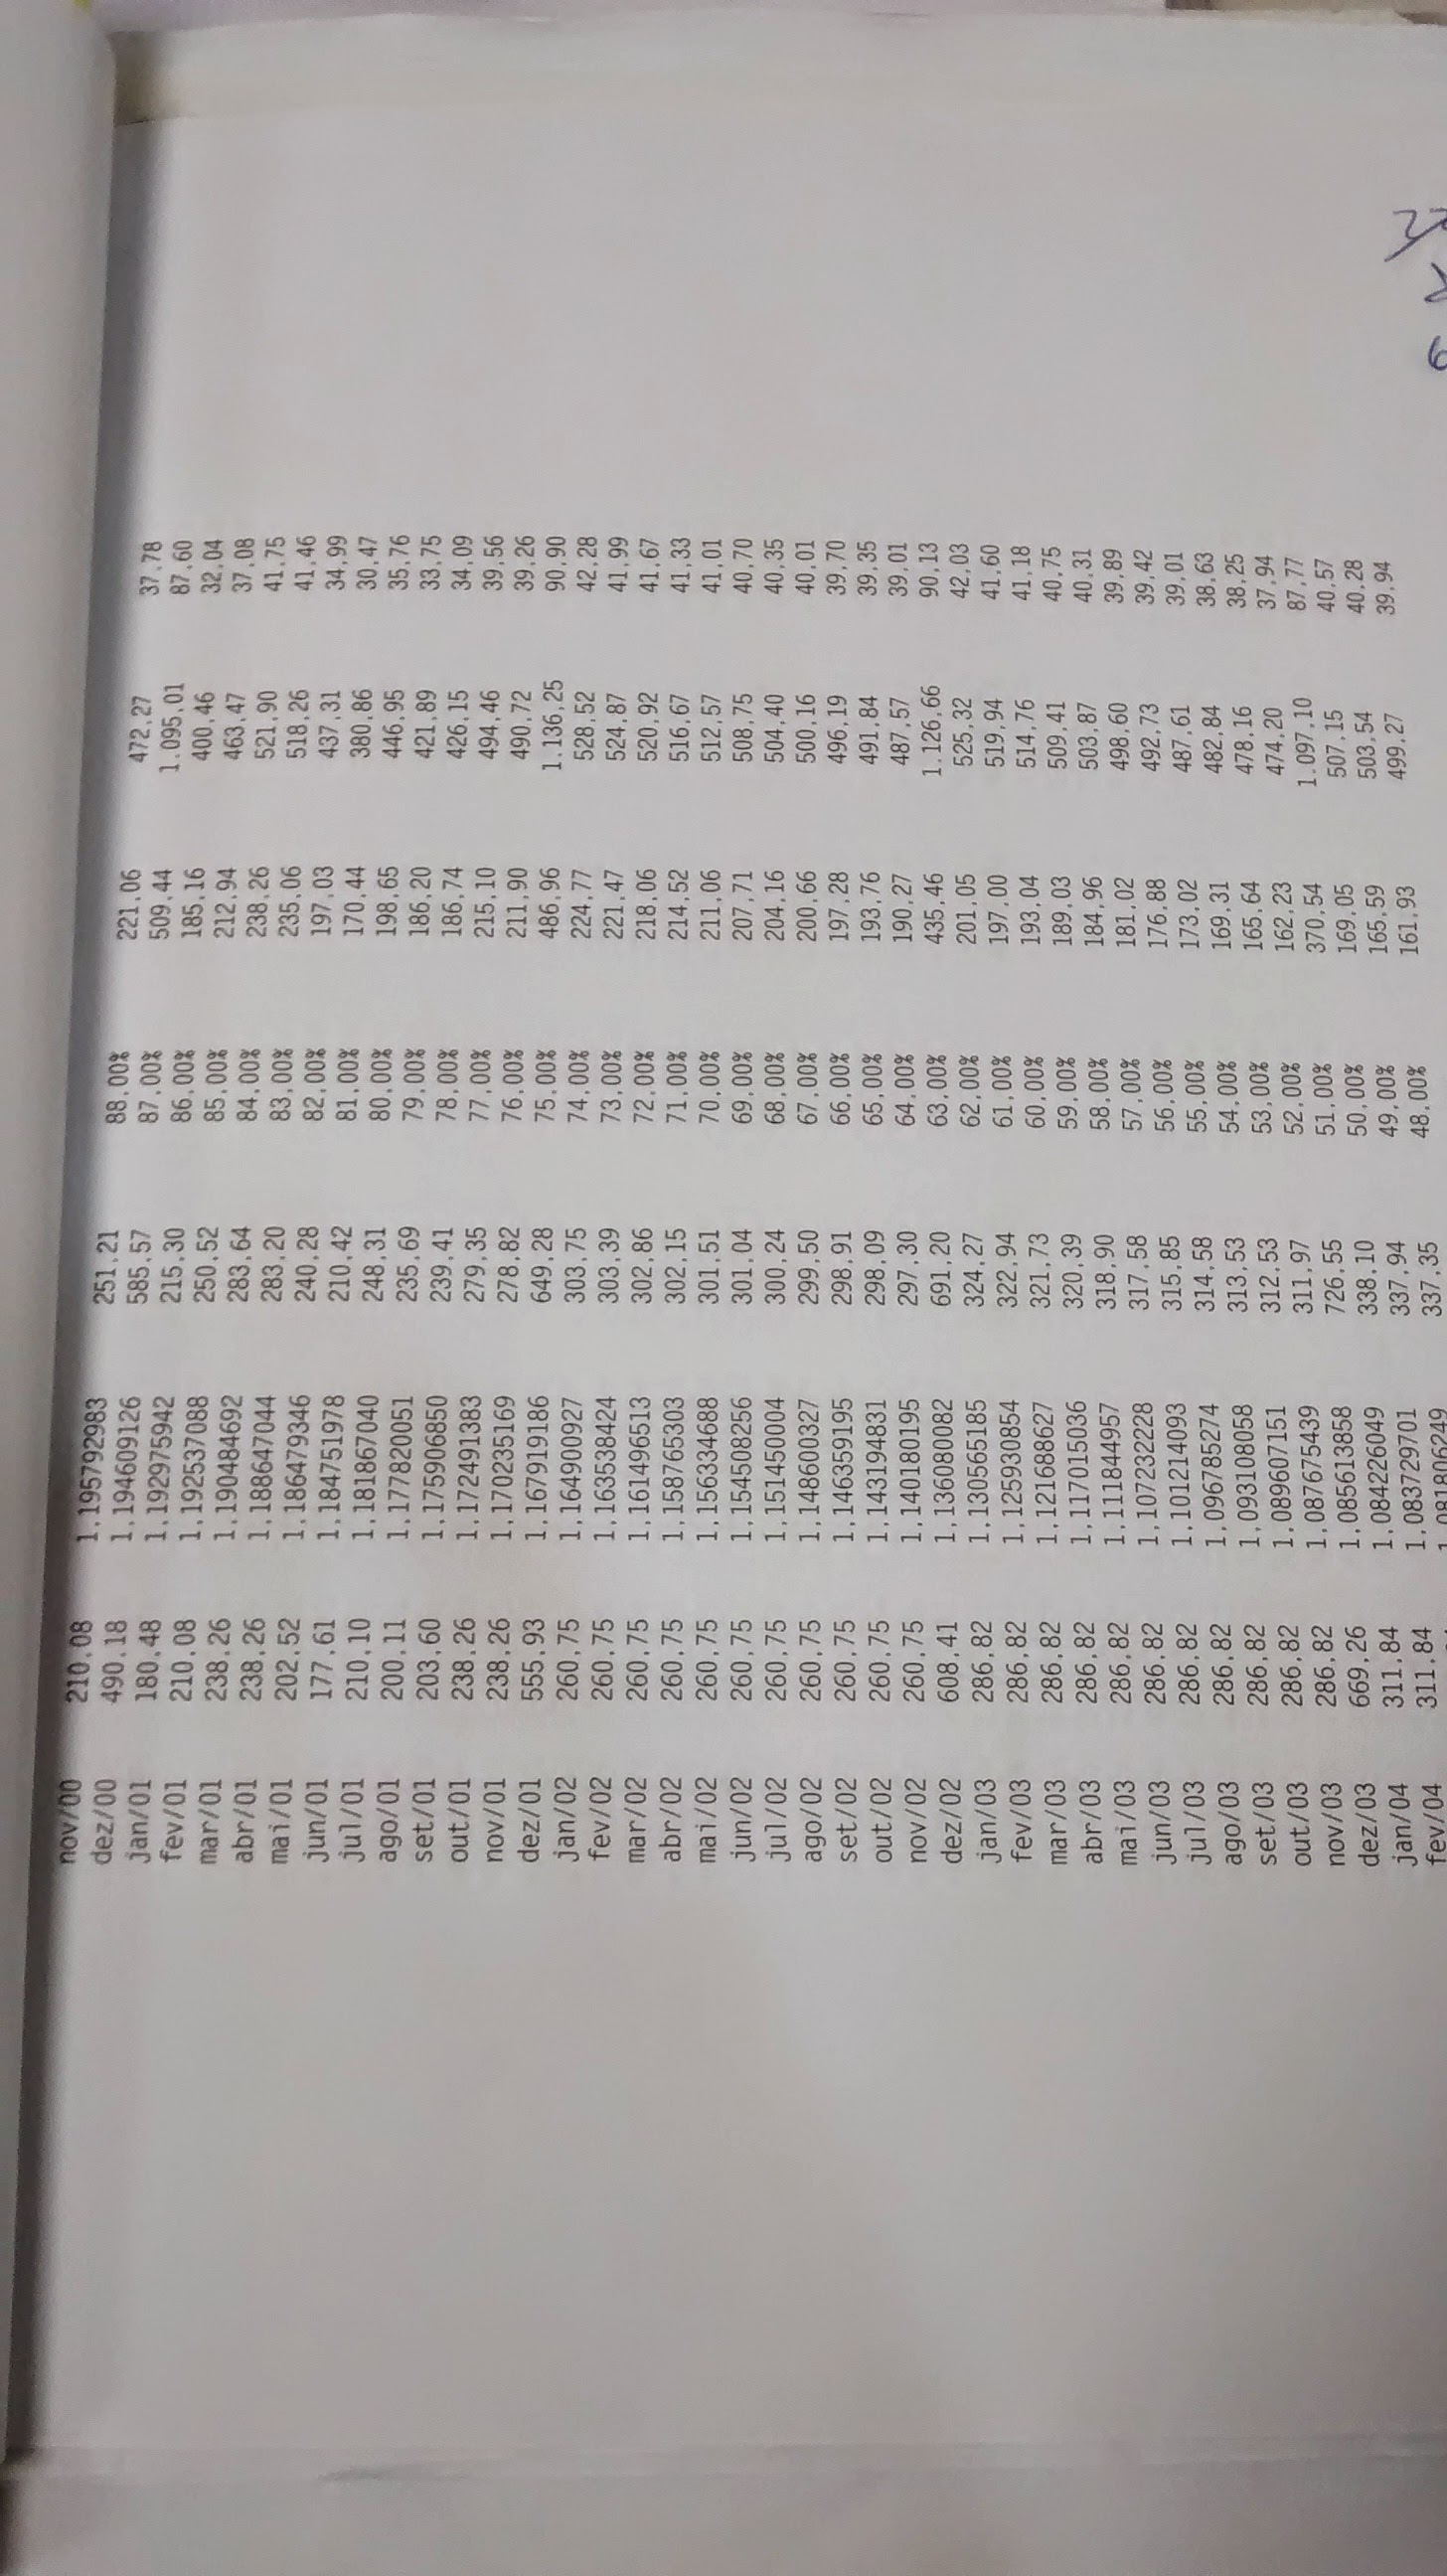 nov/00 210,08 1,195792983 251,21 88,00% 221,06 472,27 37,78
dez/00 490,18 1,194609126 585,57 87,00% 509,44 1.095,01 87,60
jan/01 180,48 1,192975942 215,30 86,00% 185,16 400,46 32,04
fev/01 210,08 1,192537088 250,52 85,00% 212,94 463,47 37,08
mar/01 238,26 1,190484692 283,64 84,00% 238,26 521,90 41,75
abr/01 238,26 1,188647044 283,20 83,00% 235,06 518,26 41,46
mai/01 202,52 1,186479346 240,28 82,00% 197,03 437,31 34,99
jun/01 177,61 1,184751978 210,42 81,00% 170,44 380,86 30,47
jul/01 210,10 1,181867040 248,31 80,00% 198,65 446,95 35,76
ago/01 200,11 1,177820051 235,69 79,00% 186,20 421,89 33,75
set/01 203,60 1,175906850 239,41 78,00% 186,74 426,15 34,09
out/01 238,26 1,172491383 279,35 77,00% 215,10 494,46 39,56
nov/01 238,26 1,170235169 278,82 76,00% 211,90 490,72 39,26
dez/01 555,93 1,167919186 649,28 75,00% 486,96 1.136,25 90,90
jan/02 260,75 1,164900927 303,75 74,00% 224,77 528,52 42,28
fev/02 260,75 1,163538424 303,39 73,00% 221,47 524,87 41,99
mar/02 260,75 1,161496513 302,86 72,00% 218,06 520,92 41,67
abr/02 260,75 1,158765303 302,15 71,00% 214,52 516,67 41,33
mai/02 260,75 1,156334688 301,51 70,00% 211,06 512,57 41,01
jun/02 260,75 1,154508256 301,04 69,00% 207,71 508,75 40,70
jul/02 260,75 1,151450004 300,24 68,00% 204,16 504,40 40,35
ago/02 260,75 1,148600327 299,50 67,00% 200,66 500,16 40,01
set/02 260,75 1,146359195 298,91 66,00% 197,28 496,19 39,70
out/02 260,75 1,143194831 298,09 65,00% 193,76 491,84 39,35
nov/02 260,75 1,140180195 297,30 64,00% 190,27 487,57 39,01
dez/02 608,41 1,136080082 691,20 63,00% 435,46 1.126,66 90,13
jan/03 286,82 1,130565185 324,27 62,00% 201,05 525,32 42,03
fev/03 286,82 1,125930854 322,94 61,00% 197,00 519,94 41,60
mar/03 286,82 1,121688627 321,73 60,00% 193,04 514,76 41,18
abr/03 286,82 1,117015036 320,39 59,00% 189,03 509,41 40,75
mai/03 286,82 1,111844957 318,90 58,00% 184,96 503,87 40,31
jun/03 286,82 1,107232228 317,58 57,00% 181,02 498,60 39,89
jul/03 286,82 1,101214093 315,85 56,00% 176,88 492,73 39,42
ago/03 286,82 1,096785274 314,58 55,00% 173,02 487,61 39,01
set/03 286,82 1,093108058 313,53 54,00% 169,31 482,84 38,63
out/03 286,82 1,089607151 312,53 53,00% 165,64 478,16 38,25
nov/03 286,82 1,087675439 311,97 52,00% 162,23 474,20 37,94
dez/03 669,26 1,085613858 726,55 51,00% 370,54 1.097,10 87,77
jan/04 311,84 1,084226049 338,10 50,00% 169,05 507,15 40,57
fev/04 311,84 1,083729701 337,94 49,00% 165,59 503,54 40,28
1,081806249 337,35 48,00% 161,93 499,27 39,94